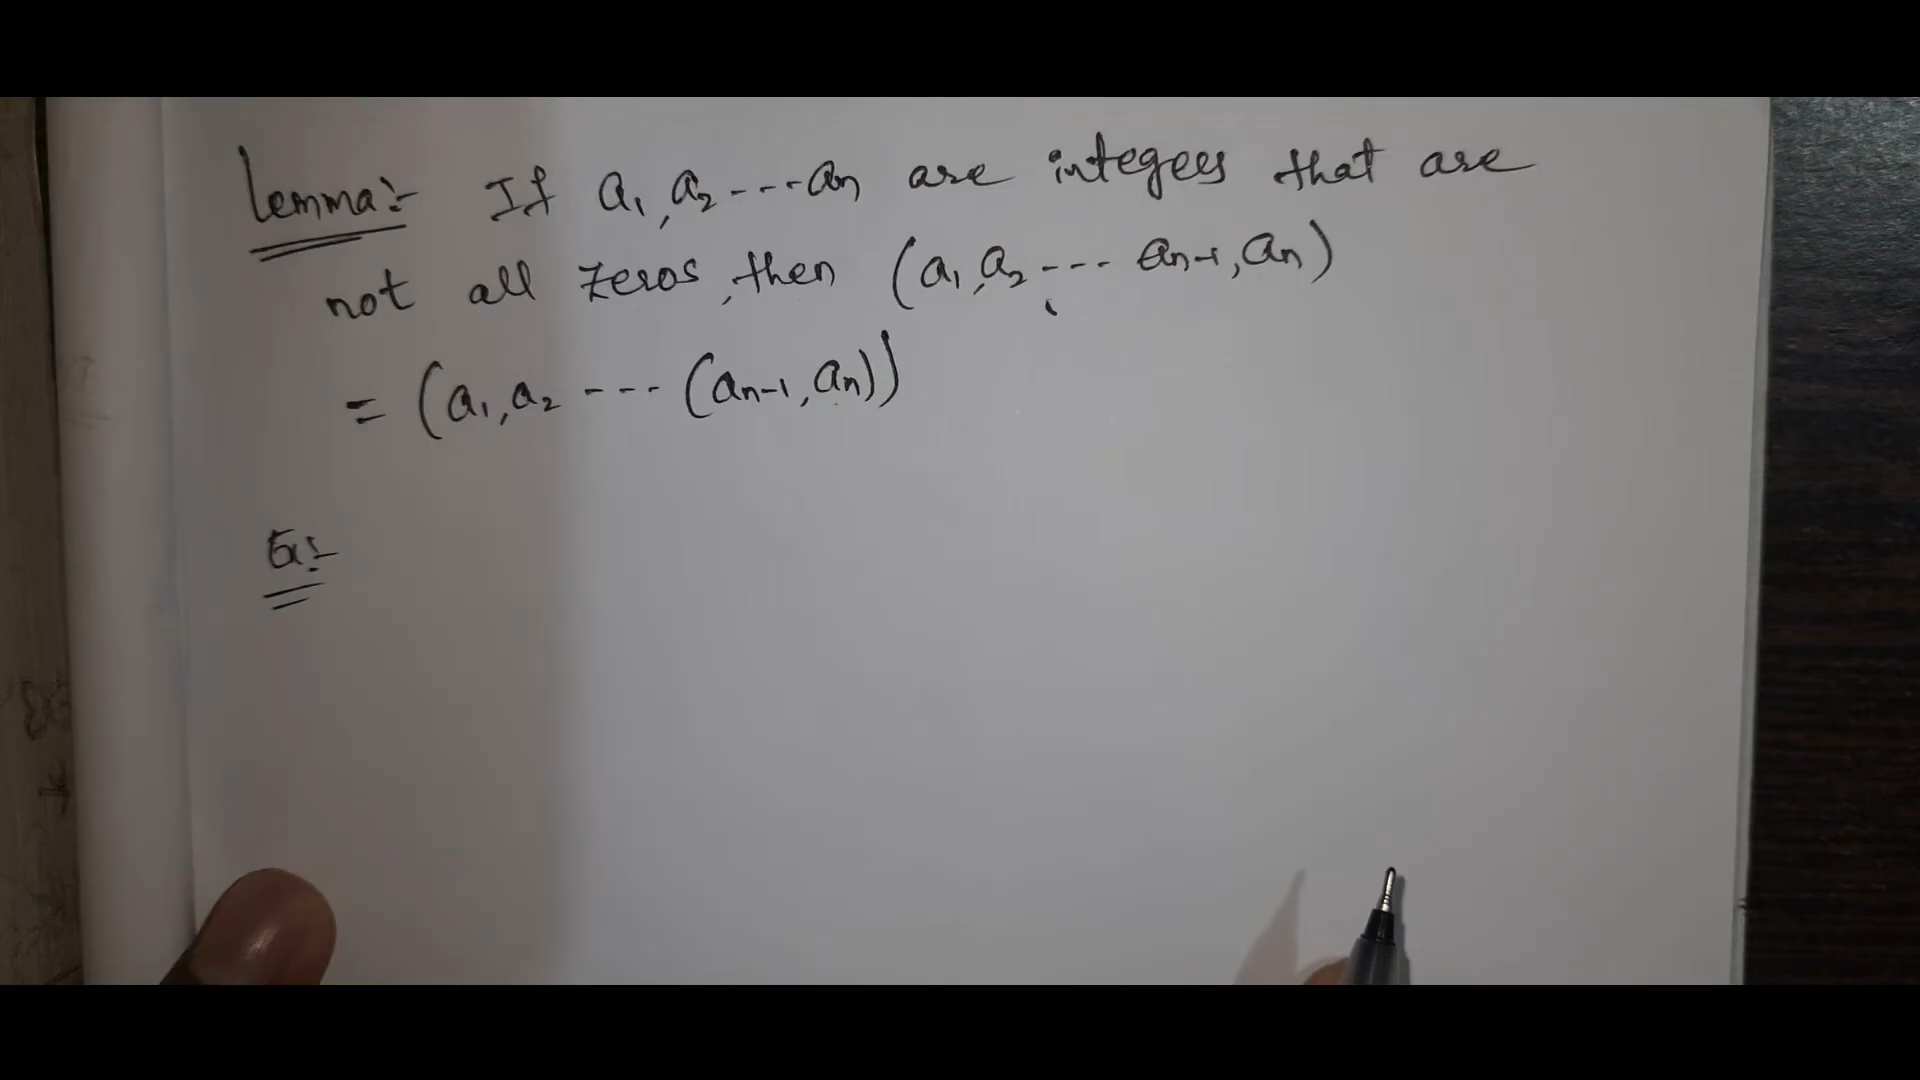 Lemma:- If a₁, a₂ ---an are integers that are
not all zeros, then (a₁, a₂ --- an-1, an)
= (a₁, a₂ --- (an-1, an))
Ex:-